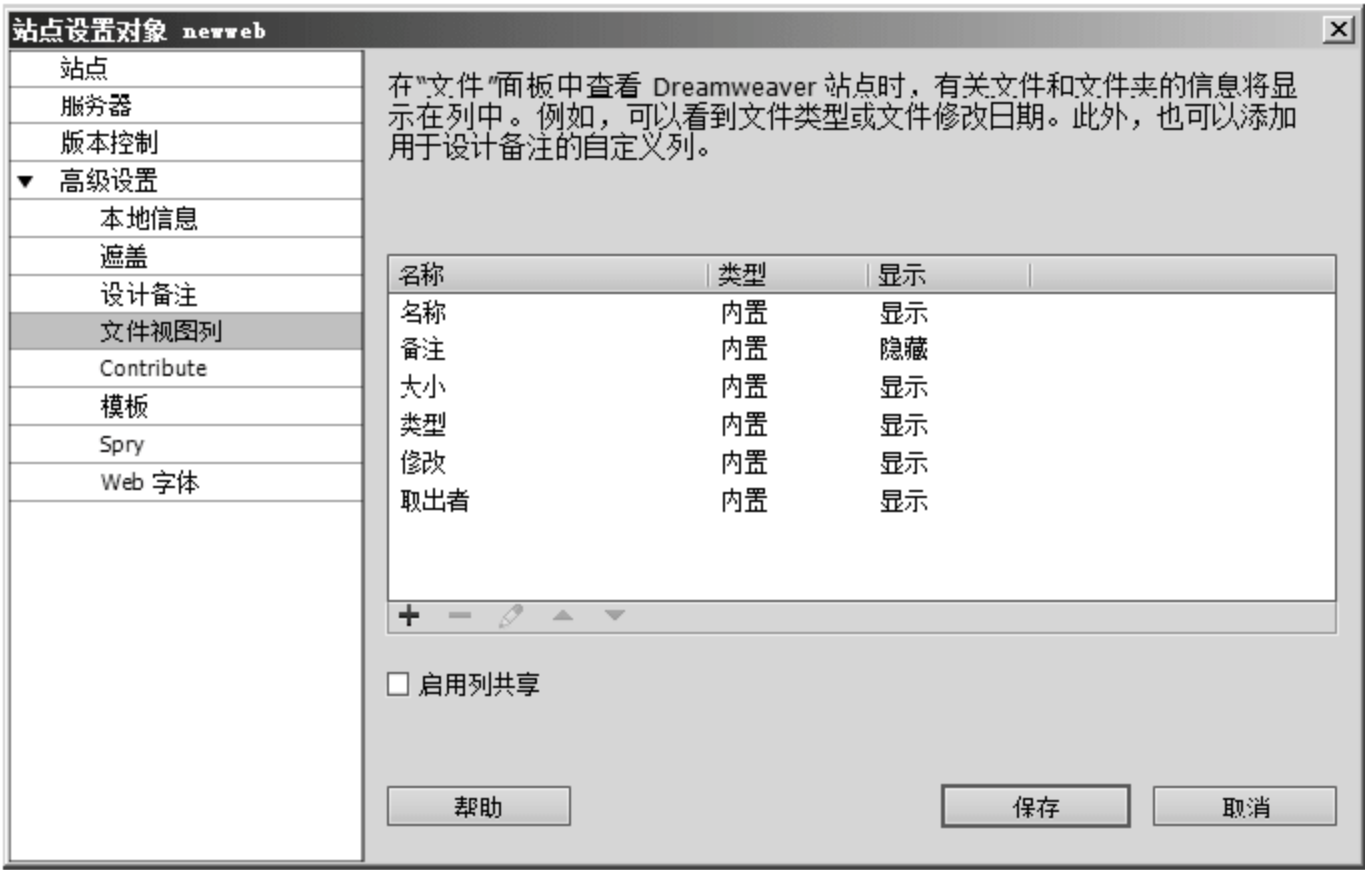 站点设置对象 newweb
站点
服务器
版本控制
高级设置
本地信息
遮盖
设计备注
文件视图列
Contribute
模板
Spry
Web 字体
在“文件”面板中查看 Dreamweaver 站点时，有关文件和文件夹的信息将显
示在列中。例如，可以看到文件类型或文件修改日期。此外，也可以添加
用于设计备注的自定义列。
名称 类型 显示
名称 内置 显示
备注 内置 隐藏
大小 内置 显示
类型 内置 显示
修改 内置 显示
取出者 内置 显示
启用列共享
帮助 保存 取消